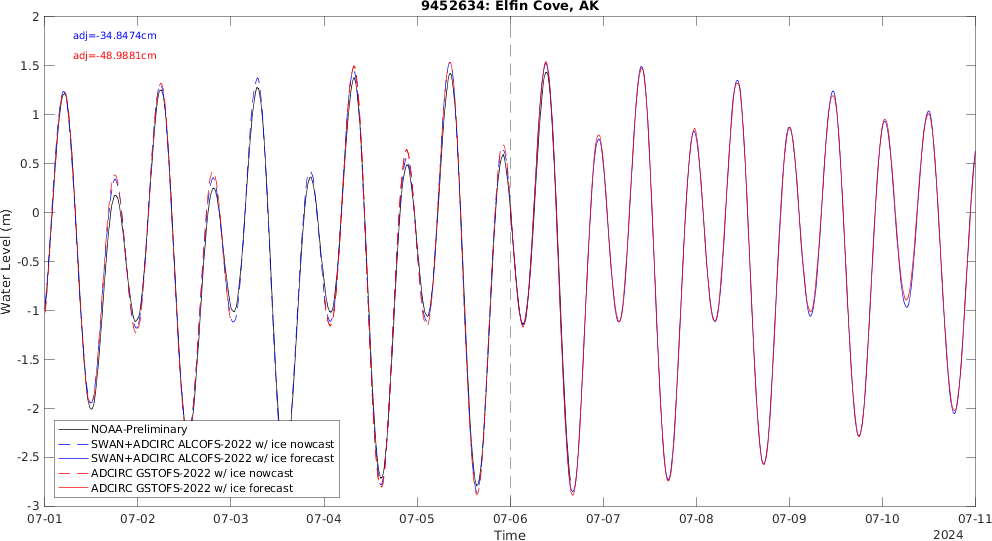 9452634: Elfin Cove, AK
adj=-34.8474cm
adj=-48.9881cm
2
1.5
1
0.5
0
-0.5
-1
-1.5
-2
-2.5
-3
Water Level (m)
NOAA-Preliminary
SWAN+ADCIRC ALCOFS-2022 w/ ice nowcast
SWAN+ADCIRC ALCOFS-2022 w/ ice forecast
ADCIRC GSTOFS-2022 w/ ice nowcast
ADCIRC GSTOFS-2022 w/ ice forecast
07-01 07-02 07-03 07-04 07-05 07-06 07-07 07-08 07-09 07-10 07-11
Time
2024